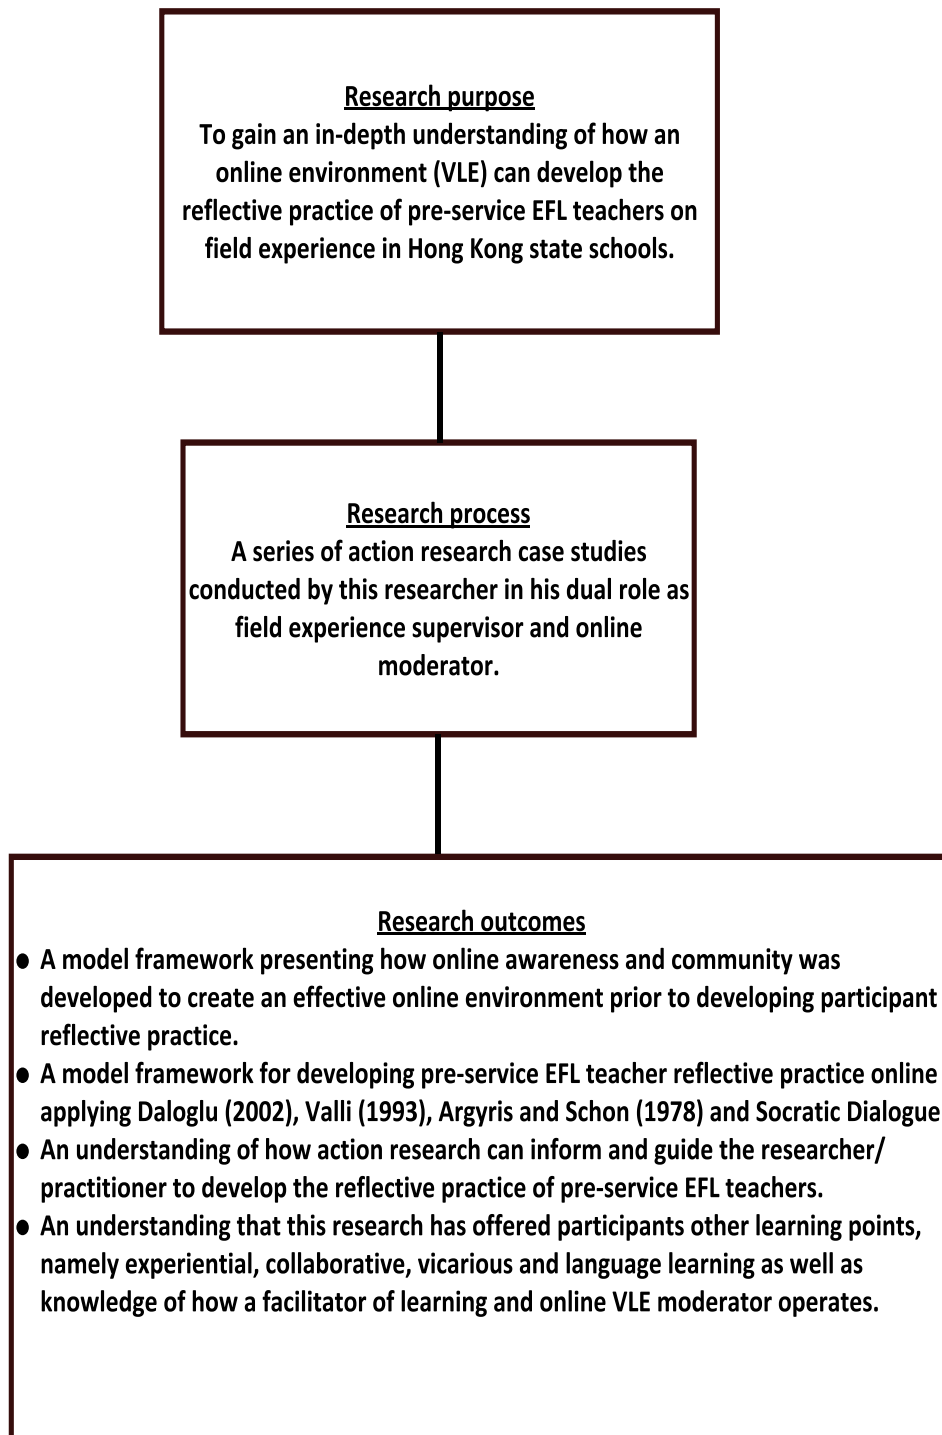 Research purpose
To gain an in-depth understanding of how an
online environment (VLE) can develop the
reflective practice of pre-service EFL teachers on
field experience in Hong Kong state schools.
Research process
A series of action research case studies
conducted by this researcher in his dual role as
field experience supervisor and online
moderator.
Research outcomes
● A model framework presenting how online awareness and community was
developed to create an effective online environment prior to developing participant
reflective practice.
● A model framework for developing pre-service EFL teacher reflective practice online
applying Daloglu (2002), Valli (1993), Argyris and Schon (1978) and Socratic Dialogue
● An understanding of how action research can inform and guide the researcher/
practitioner to develop the reflective practice of pre-service EFL teachers.
● An understanding that this research has offered participants other learning points,
namely experiential, collaborative, vicarious and language learning as well as
knowledge of how a facilitator of learning and online VLE moderator operates.